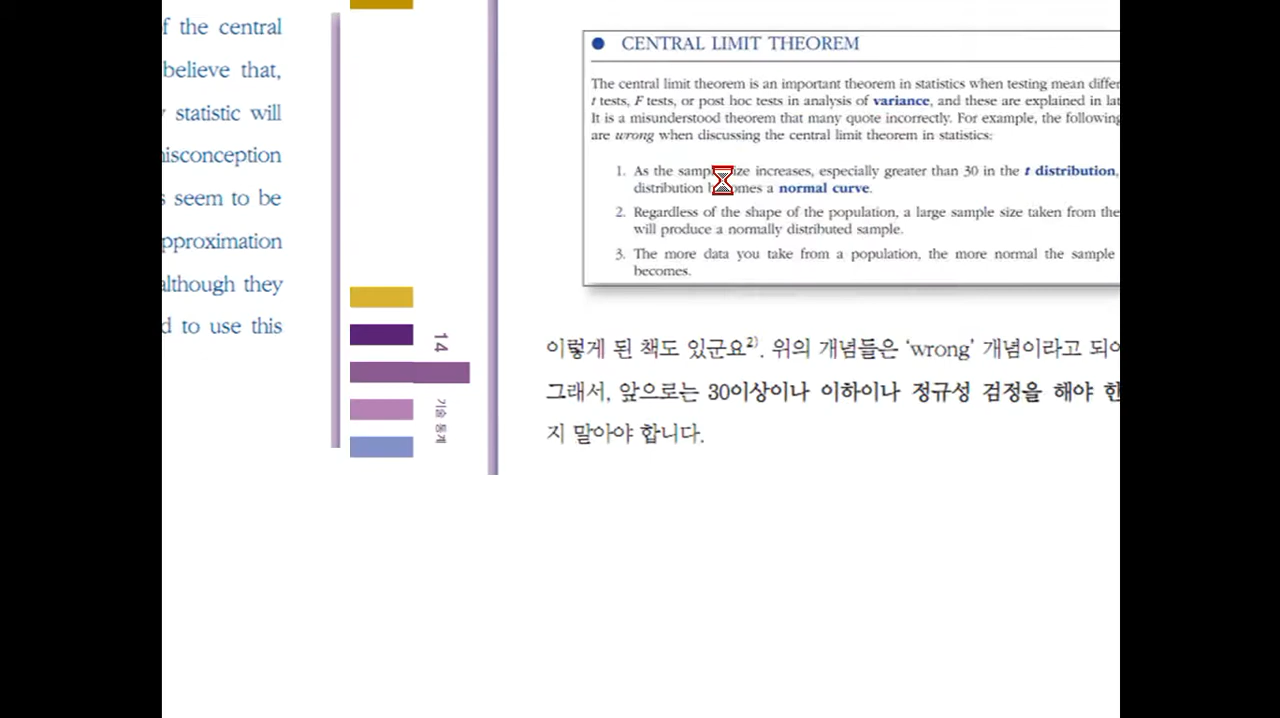 f the central
believe that,
statistic will
isconception
seem to be
pproximation
although they
d to use this
14
기술 통계
CENTRAL LIMIT THEOREM
The central limit theorem is an important theorem in statistics when testing mean differ
t tests, F tests, or post hoc tests in analysis of variance, and these are explained in lat
It is a misunderstood theorem that many quote incorrectly. For example, the following
are wrong when discussing the central limit theorem in statistics:
1. As the sample size increases, especially greater than 30 in the t distribution,
distribution becomes a normal curve.
2. Regardless of the shape of the population, a large sample size taken from the
will produce a normally distributed sample.
3. The more data you take from a population, the more normal the sample
becomes.
이렇게 된 책도 있군요2). 위의 개념들은 ‘wrong’ 개념이라고 되어
그래서, 앞으로는 30이상이나 이하이나 정규성 검정을 해야 한
지 말아야 합니다.